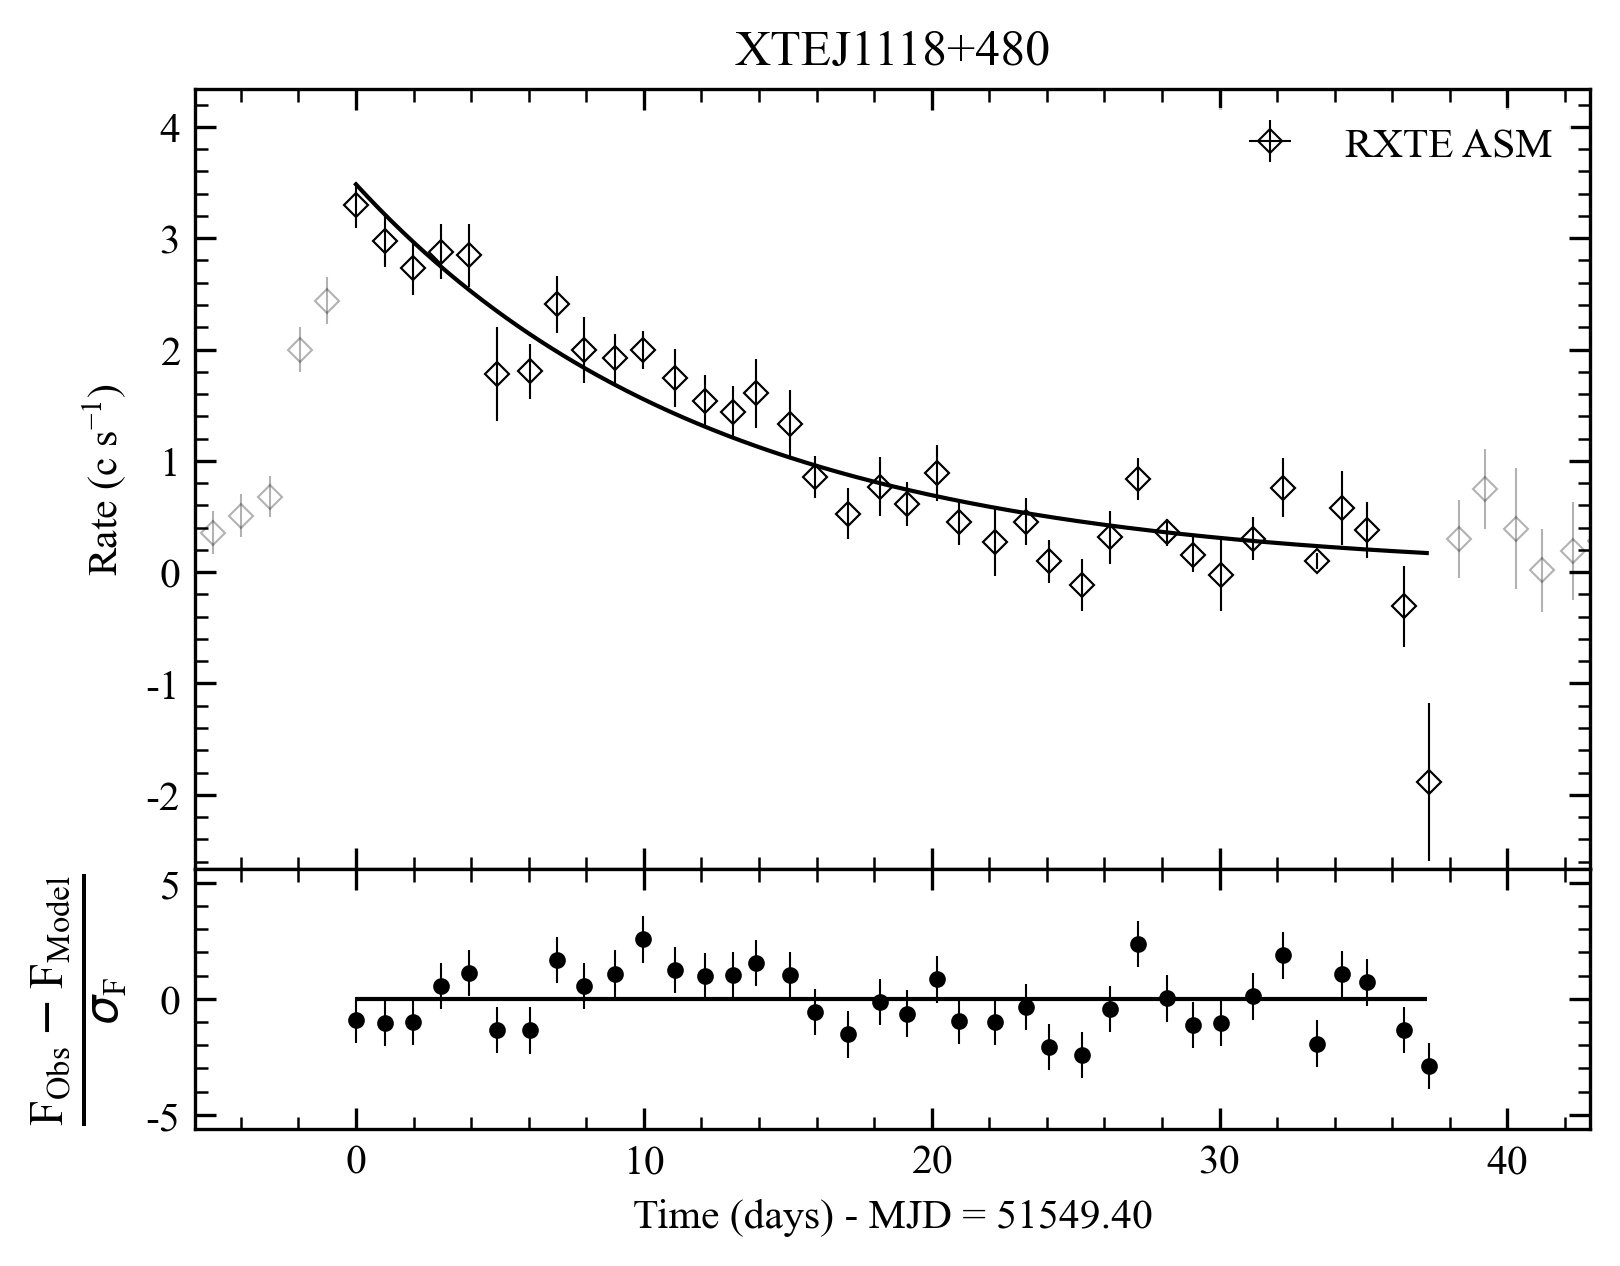 XTEJ1118+480
RXTE ASM
4
3
2
1
0
-1
-2
Rate (c s⁻¹)
5
0
-5
F_Obs − F_Model
σ_F
0 10 20 30 40
Time (days) - MJD = 51549.40